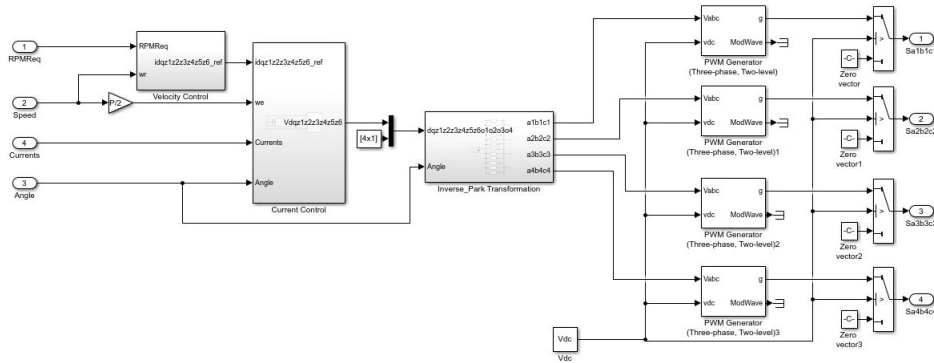 1
RPMReq
2
Speed
4
Currents
3
Angle
RPMReq
wr
idqz1z2z3z4z5z6_ref
Velocity Control
P/2
idqz1z2z3z4z5z6_ref
we
Currents
Angle
Vdqz1z2z3z4z5z6
Current Control
[4x1]
dqz1z2z3z4z5z6o1o2o3o4
Angle
a1b1c1
a2b2c2
a3b3c3
a4b4c4
Inverse_Park Transformation
Vabc
vdc
g
ModWave
PWM Generator
(Three-phase, Two-level)
Vabc
vdc
g
ModWave
PWM Generator
(Three-phase, Two-level)1
Vabc
vdc
g
ModWave
PWM Generator
(Three-phase, Two-level)2
Vabc
vdc
g
ModWave
PWM Generator
(Three-phase, Two-level)3
Vdc
Vdc
-C-
Zero
vector
>
1
Sa1b1c1
-C-
Zero
vector1
>
2
Sa2b2c2
-C-
Zero
vector2
>
3
Sa3b3c3
-C-
Zero
vector3
>
4
Sa4b4c4